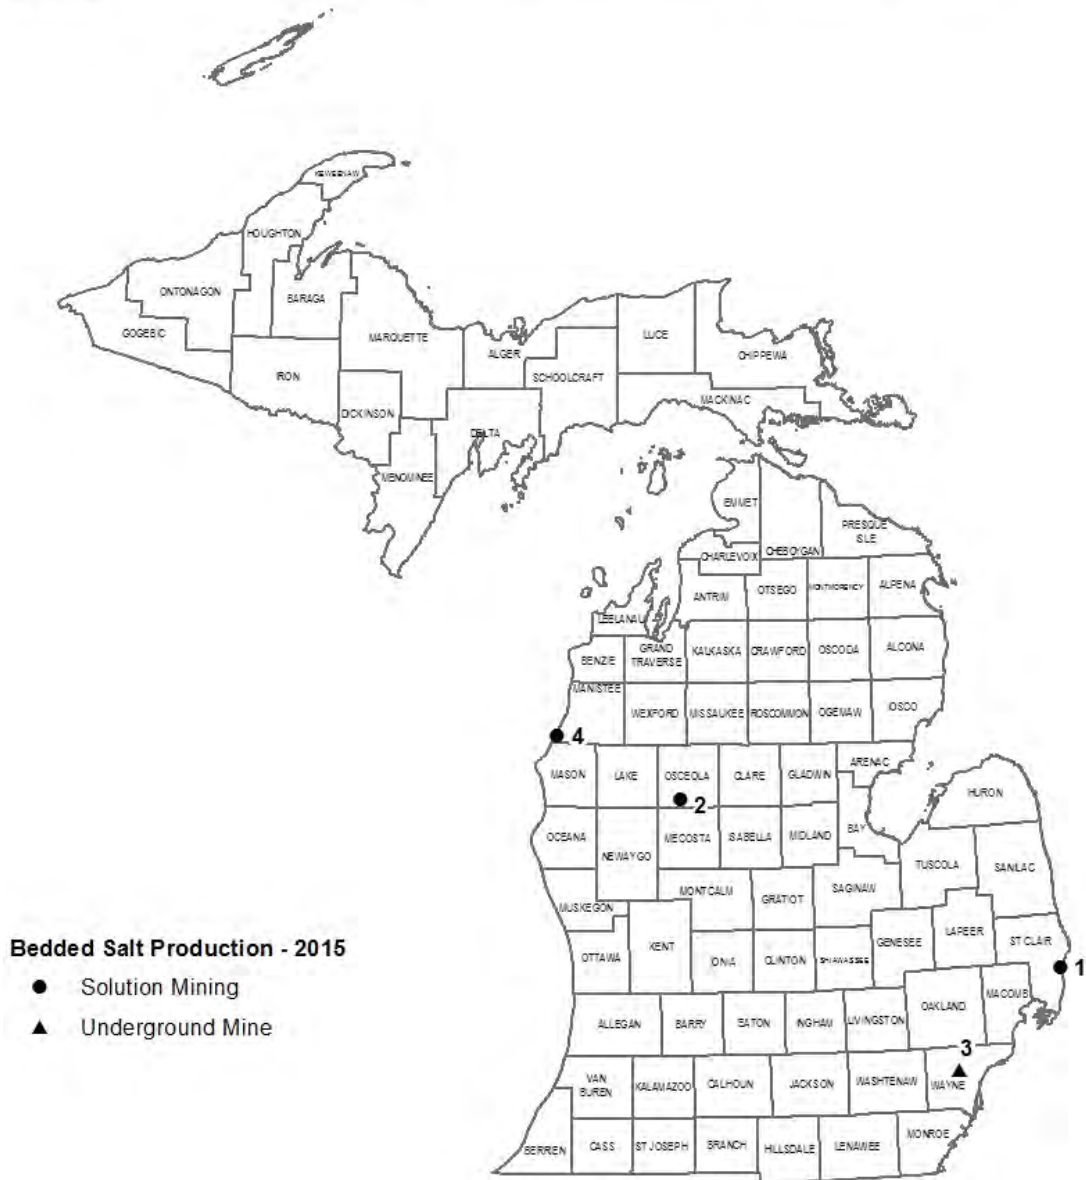 KEWEENAW
HOUGHTON
ONTONAGON
BARAGA
GOGEBIC
MARQUETTE
LUCE
ALGER
CHIPPEWA
IRON
SCHOOLCRAFT
MACKINAC
DICKINSON
DELTA
MENOMINEE
EMMET
PRESQUE
ISLE
CHARLEVOIX
CHEBOYGAN
ANTRIM
OTSEGO
MONTMORENCY
ALPENA
LEELANAU
BENZIE
GRAND
TRAVERSE
KALKASKA
CRAWFORD
OSCODA
ALCONA
MANISTEE
WEXFORD
MISSAUKEE
ROSCOMMON
OGEMAW
IOSCO
4
MASON
LAKE
OSCEOLA
CLARE
GLADWIN
ARENAC
HURON
2
OCEANA
NEWAYGO
MECOSTA
ISABELLA
MIDLAND
BAY
TUSCOLA
SANILAC
MUSKEGON
MONTCALM
GRATIOT
SAGINAW
OTTAWA
KENT
IONIA
CLINTON
SHIAWASSEE
GENESEE
LAPEER
ST CLAIR
1
ALLEGAN
BARRY
EATON
INGHAM
LIVINGSTON
OAKLAND
MACOMB
3
VAN
BUREN
KALAMAZOO
CALHOUN
JACKSON
WASHTENAW
WAYNE
BERRIEN
CASS
ST JOSEPH
BRANCH
HILLSDALE
LENAWEE
MONROE
Bedded Salt Production - 2015
Solution Mining
Underground Mine